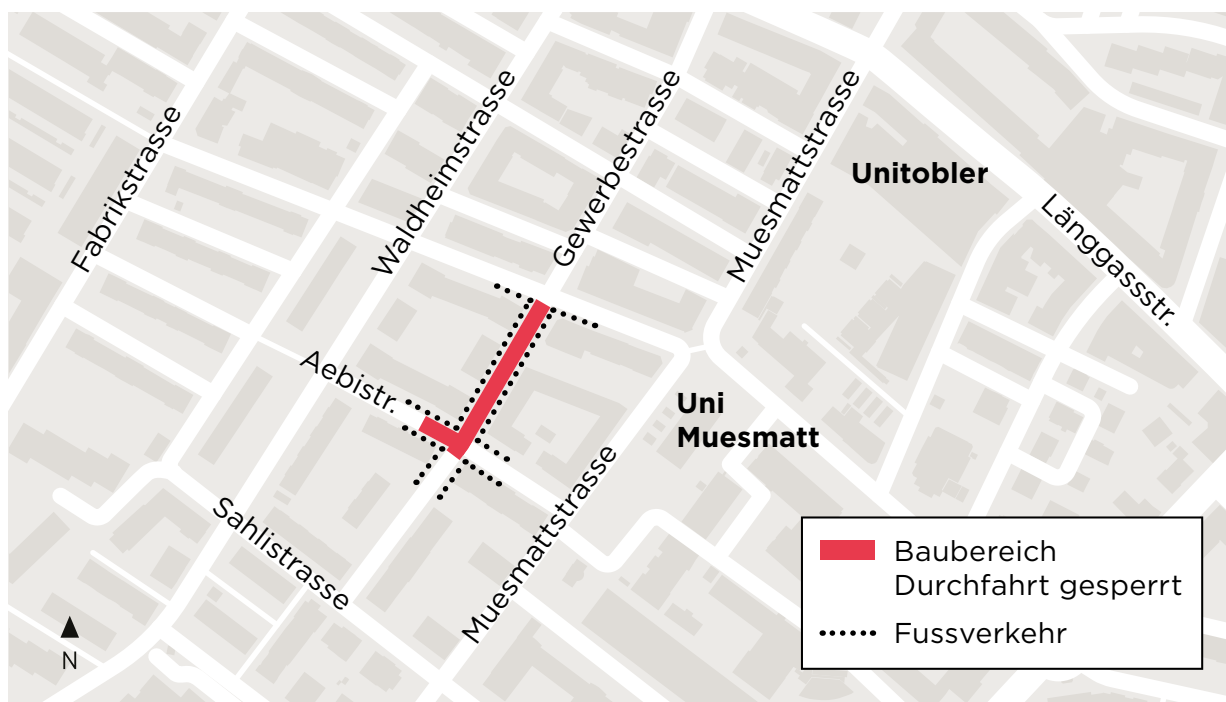 Fabrikstrasse
Waldheimstrasse
Gewerbestrasse
Muesmattstrasse
Unitobler
Länggassstr.
Aebistr.
Uni
Muesmatt
Sahlistrasse
Muesmattstrasse
Baubereich
Durchfahrt gesperrt
Fussverkehr
N